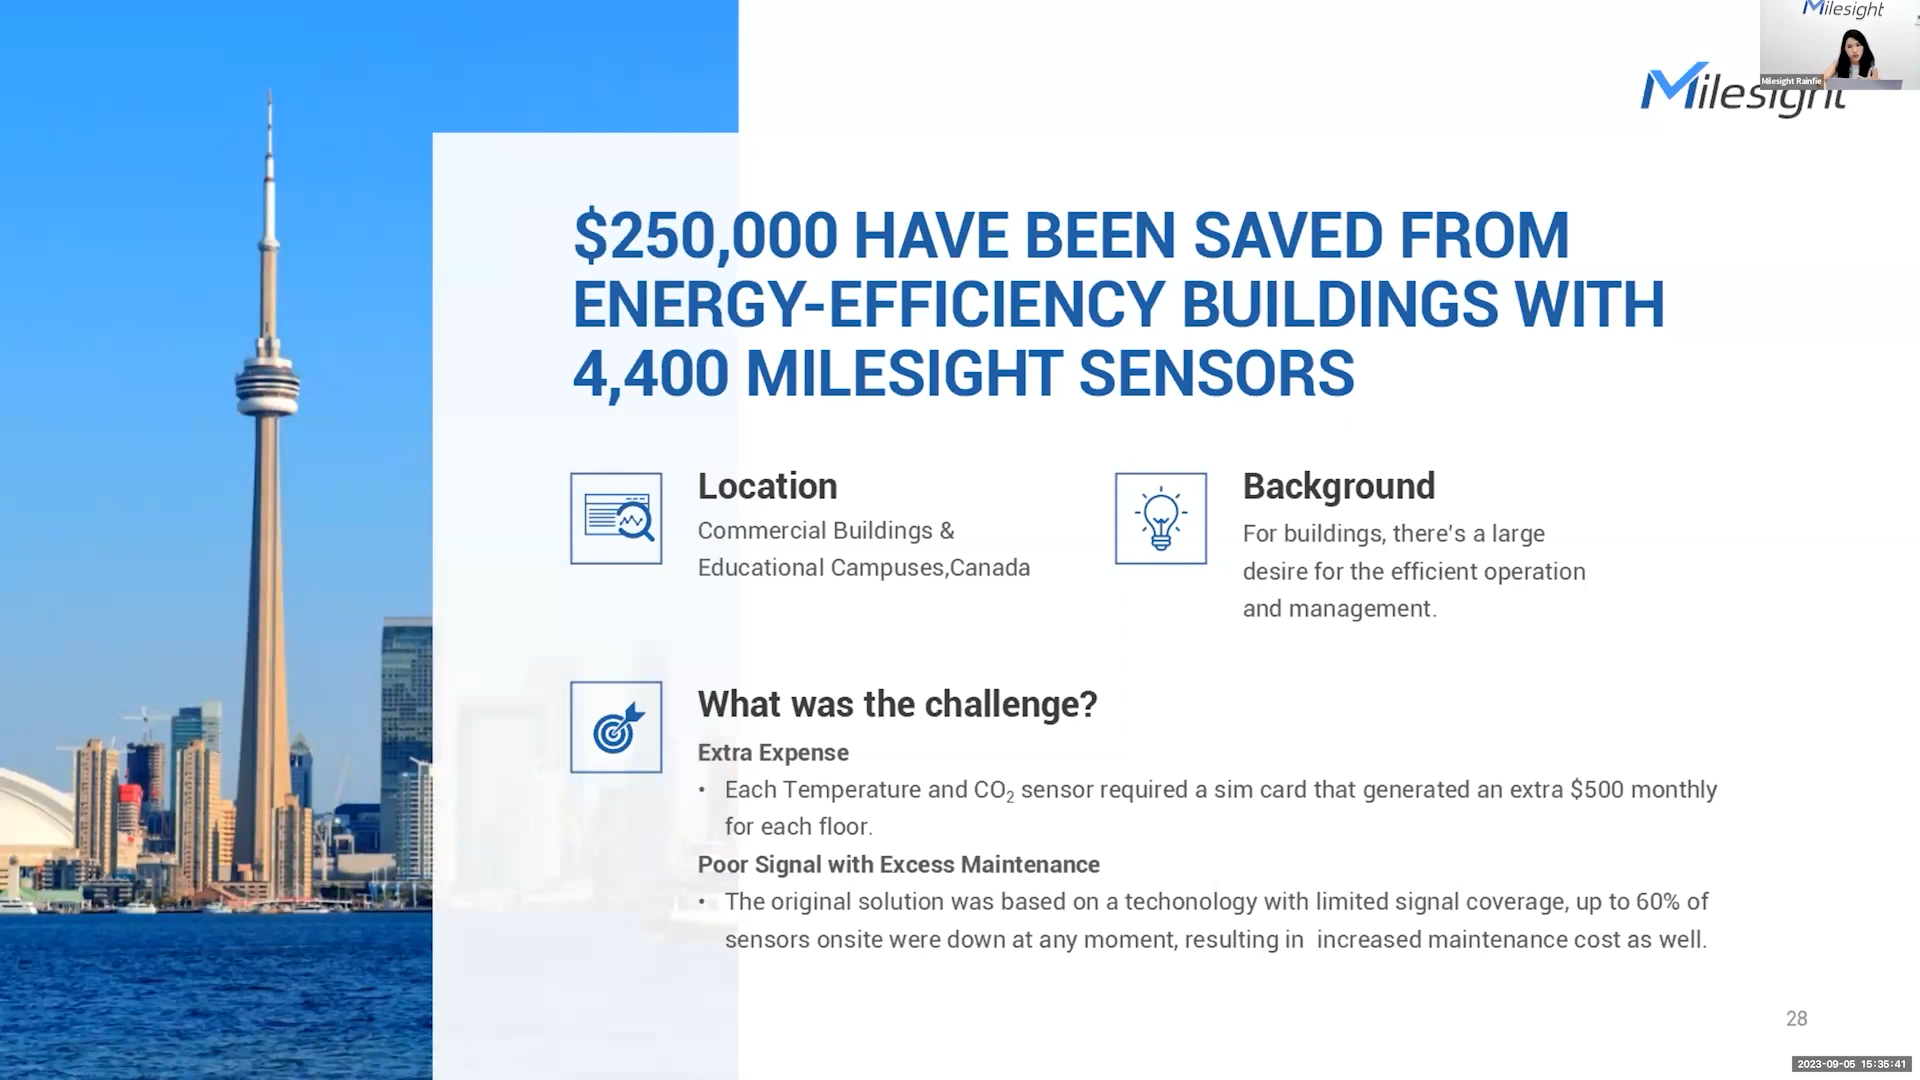 Milesight
Milesight Rainfie
Milesight
$250,000 HAVE BEEN SAVED FROM
ENERGY-EFFICIENCY BUILDINGS WITH
4,400 MILESIGHT SENSORS
Location
Commercial Buildings &
Educational Campuses,Canada
Background
For buildings, there's a large
desire for the efficient operation
and management.
What was the challenge?
Extra Expense
• Each Temperature and CO₂ sensor required a sim card that generated an extra $500 monthly
for each floor.
Poor Signal with Excess Maintenance
• The original solution was based on a techonology with limited signal coverage, up to 60% of
sensors onsite were down at any moment, resulting in  increased maintenance cost as well.
28
2023-09-05 15:35:41